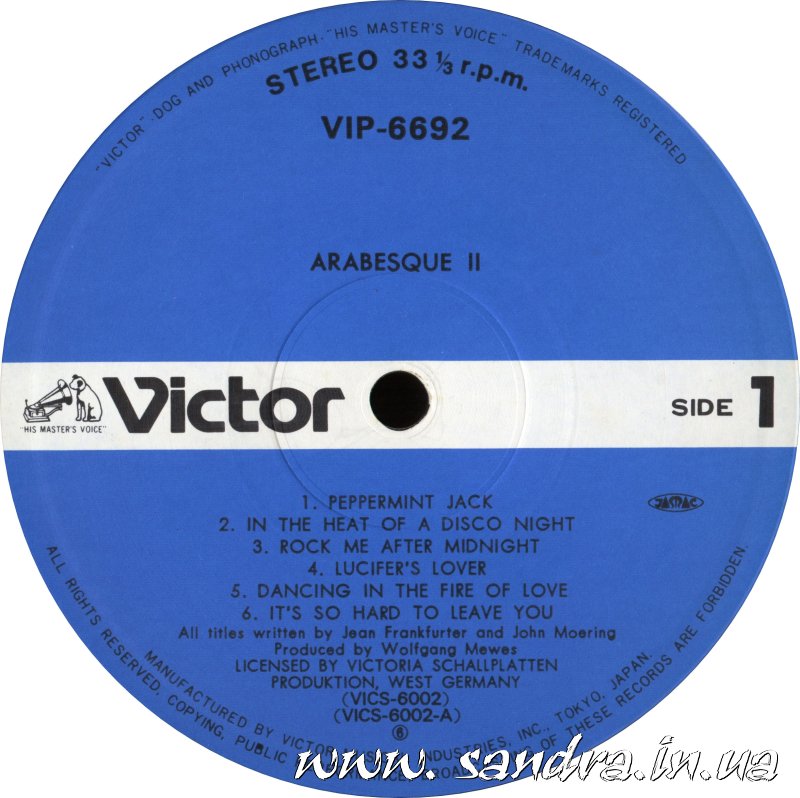 "VICTOR" DOG AND PHONOGRAPH· "HIS MASTER'S VOICE" TRADEMARKS REGISTERED
STEREO 33 ⅓ r.p.m.
VIP-6692
ARABESQUE II
"HIS MASTER'S VOICE"
Victor
SIDE 1
1. PEPPERMINT JACK
JASRAC
2. IN THE HEAT OF A DISCO NIGHT
3. ROCK ME AFTER MIDNIGHT
4. LUCIFER'S LOVER
5. DANCING IN THE FIRE OF LOVE
6. IT'S SO HARD TO LEAVE YOU
All titles written by Jean Frankfurter and John Moering
Produced by Wolfgang Mewes
LICENSED BY VICTORIA SCHALLPLATTEN
PRODUKTION, WEST GERMANY
(VICS-6002)
(VICS-6002-A)
6
MANUFACTURED BY VICTOR INDUSTRIES, INC., TOKYO, JAPAN.
ALL RIGHTS RESERVED, COPYING, PUBLIC OF THESE RECORDS ARE FORBIDDEN.
www.sandra.in.ua